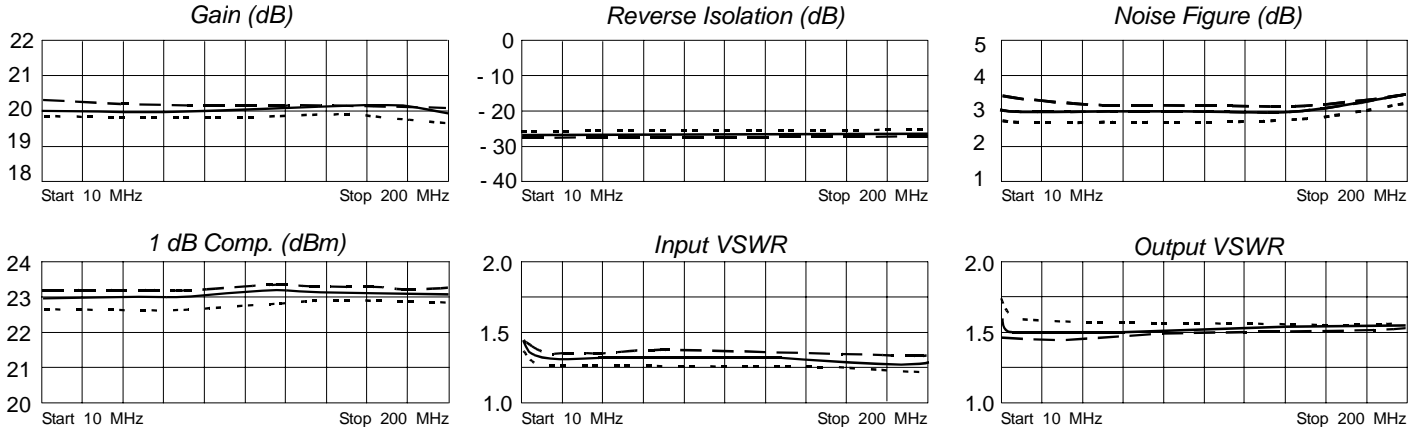 Gain (dB)
22
21
20
19
18
Start 10 MHz Stop 200 MHz
Reverse Isolation (dB)
0
- 10
- 20
- 30
- 40
Start 10 MHz Stop 200 MHz
Noise Figure (dB)
5
4
3
2
1
Start 10 MHz Stop 200 MHz
1 dB Comp. (dBm)
24
23
22
21
20
Start 10 MHz Stop 200 MHz
Input VSWR
2.0
1.5
1.0
Start 10 MHz Stop 200 MHz
Output VSWR
2.0
1.5
1.0
Start 10 MHz Stop 200 MHz